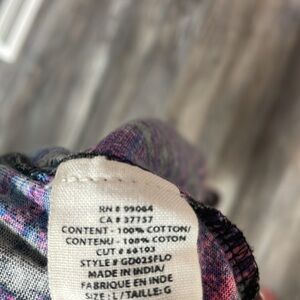 RN # 99064
CA # 37757
CONTENT - 100% COTTON/
CONTENU - 100% COTON
CUT # 66103
STYLE # GD025FLO
MADE IN INDIA/
FABRIQUE EN INDE
SIZE : L / TAILLE: G